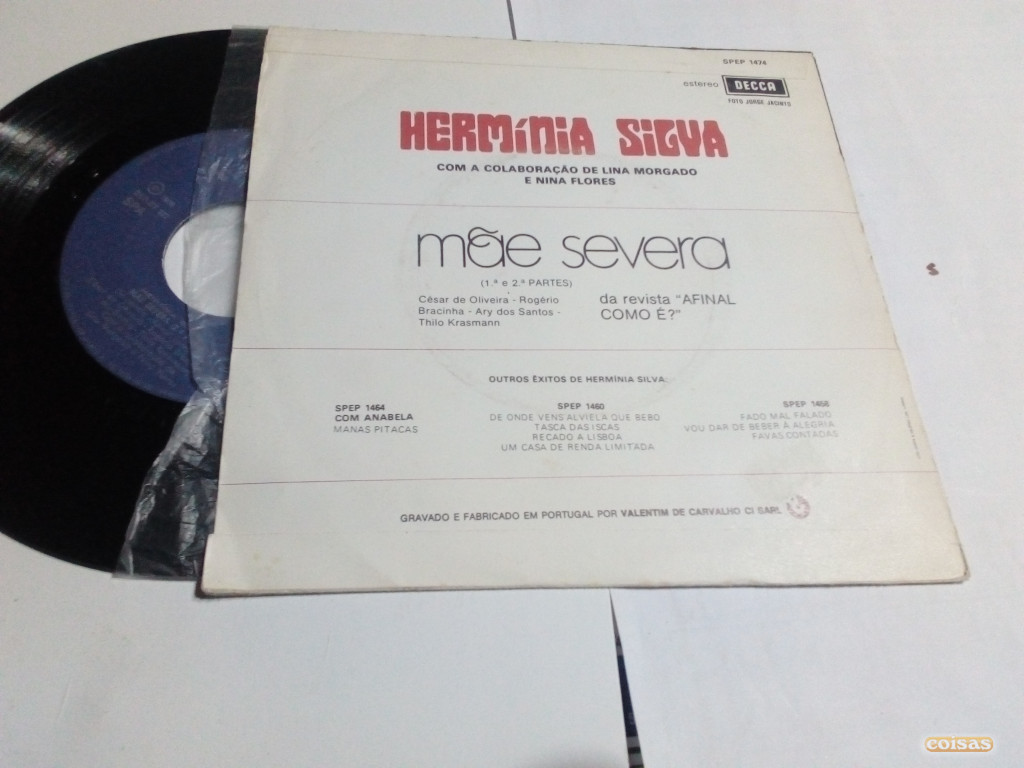 SPEP 1474
estereo DECCA
FOTO JORGE JACINTO
HERMÍNIA SILVA
COM A COLABORAÇÃO DE LINA MORGADO
E NINA FLORES
mãe severa
(1.ª e 2.ª PARTES)
César de Oliveira - Rogério
Bracinha - Ary dos Santos -
Thilo Krasmann
da revista "AFINAL
COMO É?"
OUTROS ÊXITOS DE HERMÍNIA SILVA:
SPEP 1464
COM ANABELA
MANAS PITACAS
SPEP 1460
DE ONDE VENS ALVIELA QUE BEBO
TASCA DAS ISCAS
RECADO A LISBOA
UM CASA DE RENDA LIMITADA
SPEP 1458
FADO MAL FALADO
VOU DAR DE BEBER À ALEGRIA
FAVAS CONTADAS
GRAVADO E FABRICADO EM PORTUGAL POR VALENTIM DE CARVALHO CI SARL
coisas